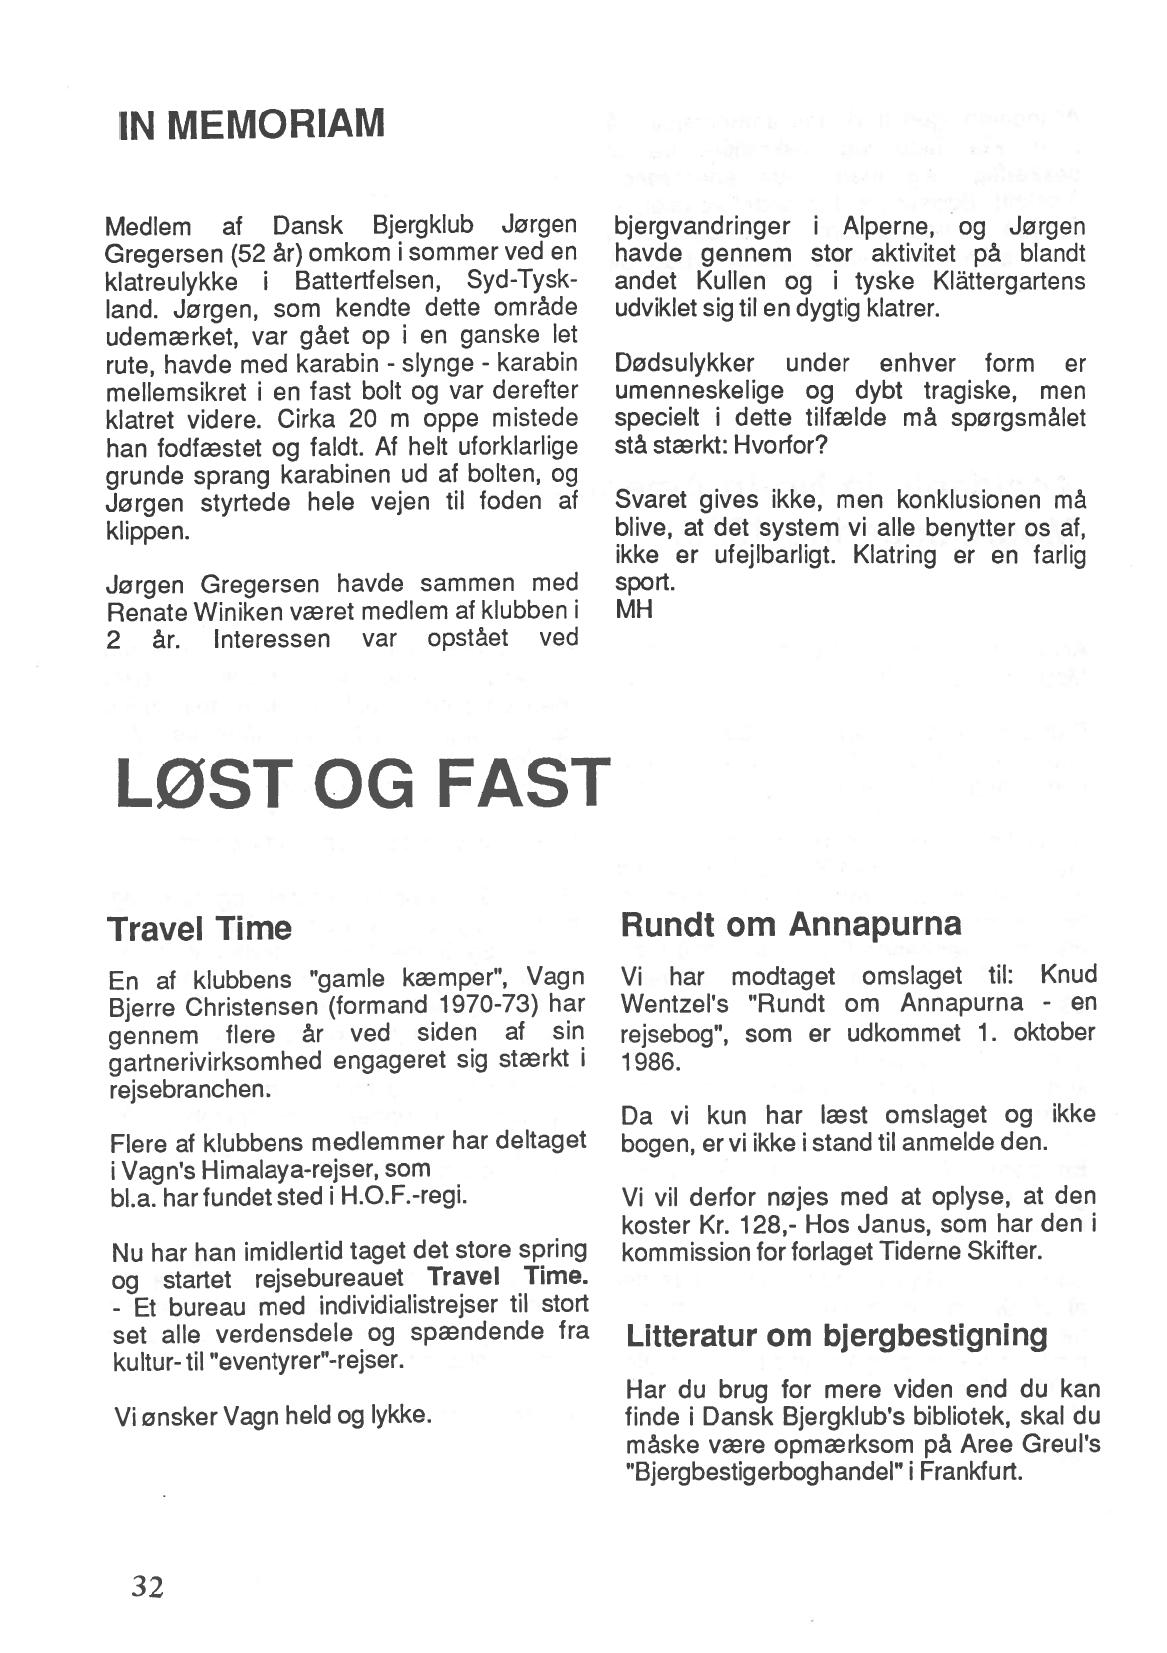 IN MEMORIAM
Medlem af Dansk Bjergklub Jørgen
Gregersen (52 år) omkom i sommer ved en
klatreulykke i Battertfelsen, Syd-Tysk-
land. Jørgen, som kendte dette område
udemærket, var gået op i en ganske let
rute, havde med karabin - slynge - karabin
mellemsikret i en fast bolt og var derefter
klatret videre. Cirka 20 m oppe mistede
han fodfæstet og faldt. Af helt uforklarlige
grunde sprang karabinen ud af bolten, og
Jørgen styrtede hele vejen til foden af
klippen.
Jørgen Gregersen havde sammen med
Renate Winiken været medlem af klubben i
2 år. Interessen var opstået ved
bjergvandringer i Alperne, og Jørgen
havde gennem stor aktivitet på blandt
andet Kullen og i tyske Klättergartens
udviklet sig til en dygtig klatrer.
Dødsulykker under enhver form er
umenneskelige og dybt tragiske, men
specielt i dette tilfælde må spørgsmålet
stå stærkt: Hvorfor?
Svaret gives ikke, men konklusionen må
blive, at det system vi alle benytter os af,
ikke er ufejlbarligt. Klatring er en farlig
sport.
MH
LØST OG FAST
Travel Time
En af klubbens "gamle kæmper", Vagn
Bjerre Christensen (formand 1970-73) har
gennem flere år ved siden af sin
gartnerivirksomhed engageret sig stærkt i
rejsebranchen.
Flere af klubbens medlemmer har deltaget
i Vagn's Himalaya-rejser, som
bl.a. har fundet sted i H.O.F.-regi.
Nu har han imidlertid taget det store spring
og startet rejsebureauet Travel Time.
- Et bureau med individialistrejser til stort
set alle verdensdele og spændende fra
kultur- til "eventyrer"-rejser.
Vi ønsker Vagn held og lykke.
Rundt om Annapurna
Vi har modtaget omslaget til: Knud
Wentzel's "Rundt om Annapurna - en
rejsebog", som er udkommet 1. oktober
1986.
Da vi kun har læst omslaget og ikke
bogen, er vi ikke i stand til anmelde den.
Vi vil derfor nøjes med at oplyse, at den
koster Kr. 128,- Hos Janus, som har den i
kommission for forlaget Tiderne Skifter.
Litteratur om bjergbestigning
Har du brug for mere viden end du kan
finde i Dansk Bjergklub's bibliotek, skal du
måske være opmærksom på Aree Greul's
"Bjergbestigerboghandel" i Frankfurt.
32